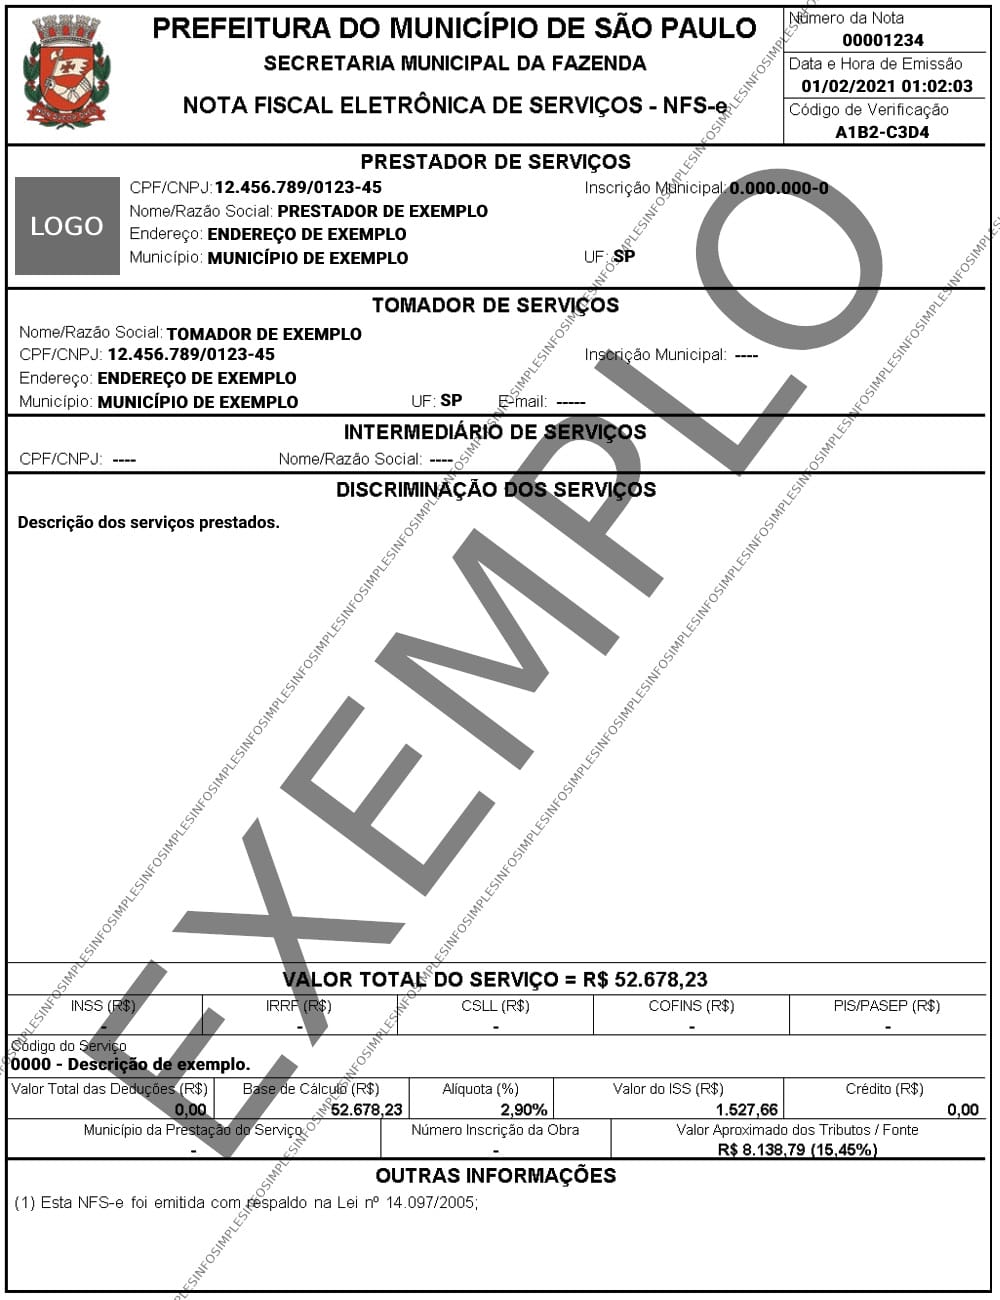 PREFEITURA DO MUNICÍPIO DE SÃO PAULO
SECRETARIA MUNICIPAL DA FAZENDA
NOTA FISCAL ELETRÔNICA DE SERVIÇOS - NFS-e
Número da Nota
00001234
Data e Hora de Emissão
01/02/2021 01:02:03
Código de Verificação
A1B2-C3D4
PRESTADOR DE SERVIÇOS
LOGO
CPF/CNPJ: 12.456.789/0123-45 Inscrição Municipal: 0.000.000-0
Nome/Razão Social: PRESTADOR DE EXEMPLO
Endereço: ENDEREÇO DE EXEMPLO
Município: MUNICÍPIO DE EXEMPLO UF: SP
TOMADOR DE SERVIÇOS
Nome/Razão Social: TOMADOR DE EXEMPLO
CPF/CNPJ: 12.456.789/0123-45 Inscrição Municipal: ----
Endereço: ENDEREÇO DE EXEMPLO
Município: MUNICÍPIO DE EXEMPLO UF: SP E-mail: -----
INTERMEDIÁRIO DE SERVIÇOS
CPF/CNPJ: ---- Nome/Razão Social: ----
DISCRIMINAÇÃO DOS SERVIÇOS
Descrição dos serviços prestados.
EXEMPLO
VALOR TOTAL DO SERVIÇO = R$ 52.678,23
INSS (R$) IRRF (R$) CSLL (R$) COFINS (R$) PIS/PASEP (R$)
- - - - -
Código do Serviço
0000 - Descrição de exemplo.
Valor Total das Deduções (R$) Base de Cálculo (R$) Alíquota (%) Valor do ISS (R$) Crédito (R$)
0,00 52.678,23 2,90% 1.527,66 0,00
Município da Prestação do Serviço Número Inscrição da Obra Valor Aproximado dos Tributos / Fonte
- - R$ 8.138,79 (15,45%)
OUTRAS INFORMAÇÕES
(1) Esta NFS-e foi emitida com respaldo na Lei nº 14.097/2005;